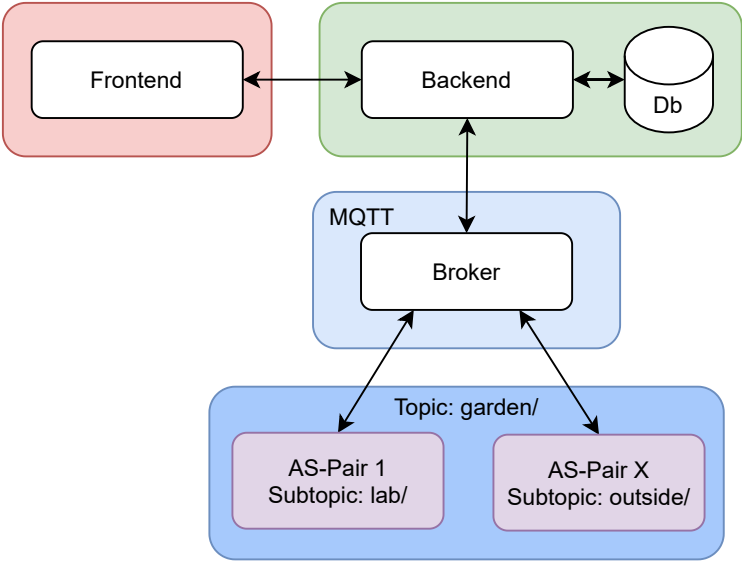 Frontend
Backend
Db
MQTT
Broker
Topic: garden/
AS-Pair 1
Subtopic: lab/
AS-Pair X
Subtopic: outside/